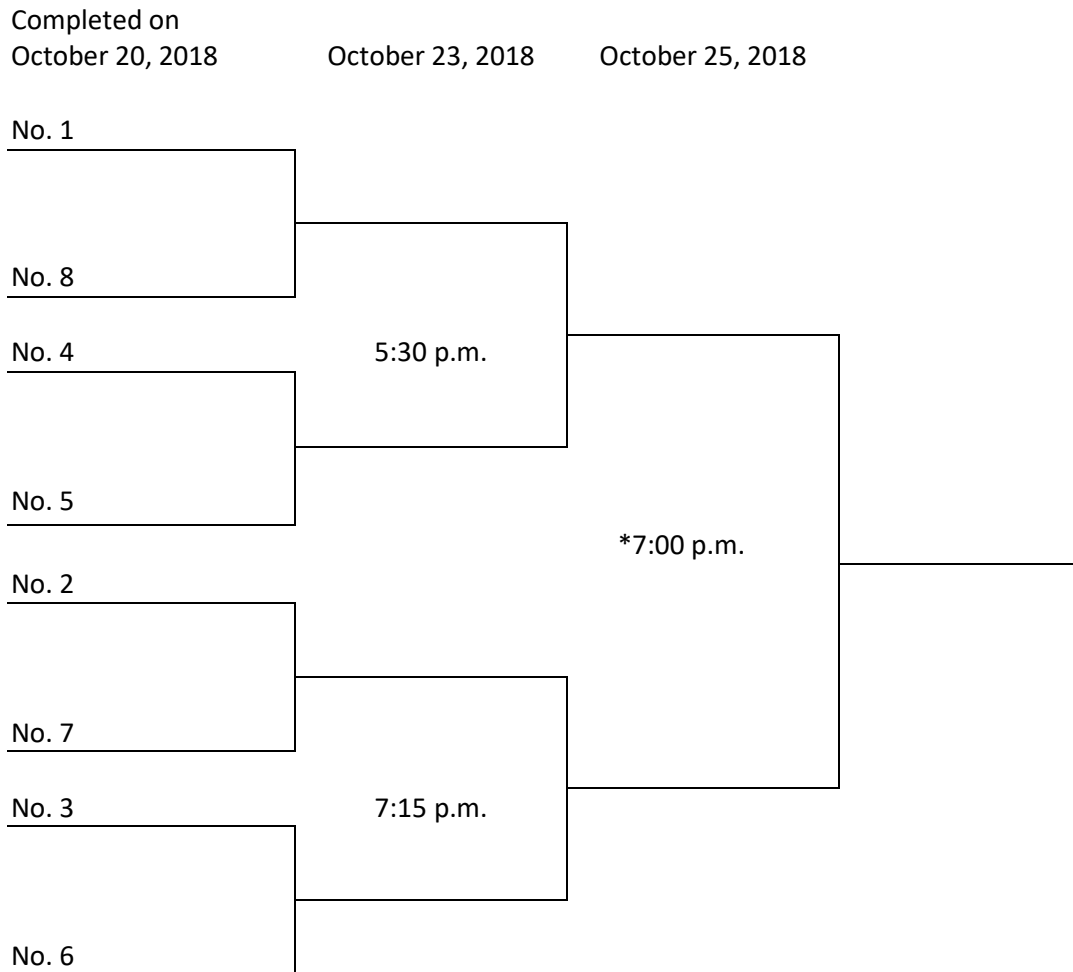 Completed on
October 20, 2018 October 23, 2018 October 25, 2018
No. 1
No. 8
No. 4 5:30 p.m.
No. 5
*7:00 p.m.
No. 2
No. 7
No. 3 7:15 p.m.
No. 6